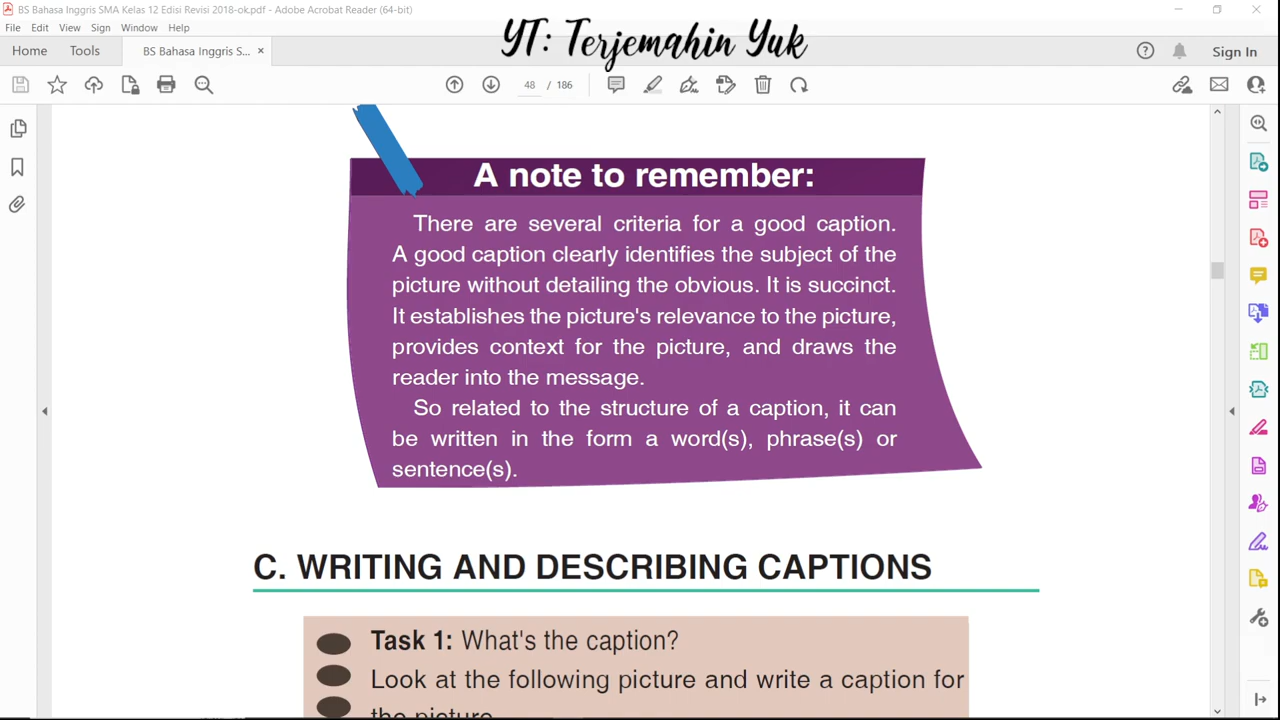 BS Bahasa Inggris SMA Kelas 12 Edisi Revisi 2018-ok.pdf - Adobe Acrobat Reader (64-bit)
File Edit View Sign Window Help
YT: Terjemahin Yuk
Home Tools BS Bahasa Inggris S... × Sign In
48 / 186
A note to remember:
There are several criteria for a good caption.
A good caption clearly identifies the subject of the
picture without detailing the obvious. It is succinct.
It establishes the picture's relevance to the picture,
provides context for the picture, and draws the
reader into the message.
So related to the structure of a caption, it can
be written in the form a word(s), phrase(s) or
sentence(s).
C. WRITING AND DESCRIBING CAPTIONS
Task 1: What's the caption?
Look at the following picture and write a caption for
the picture